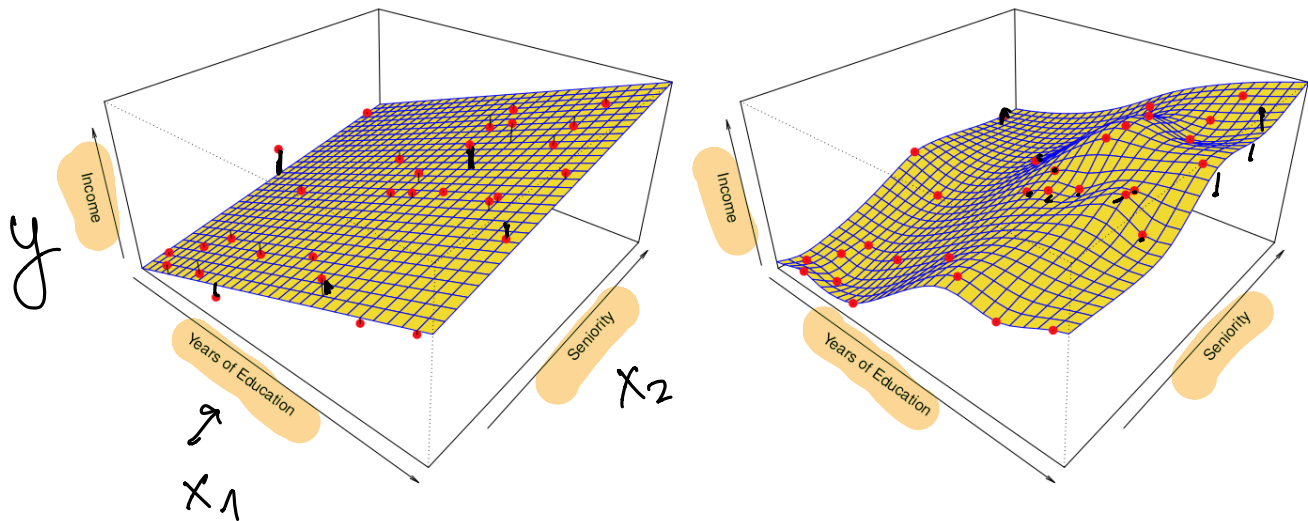 Income
y
Years of Education
x1
Seniority
x2
Income
Years of Education
Seniority